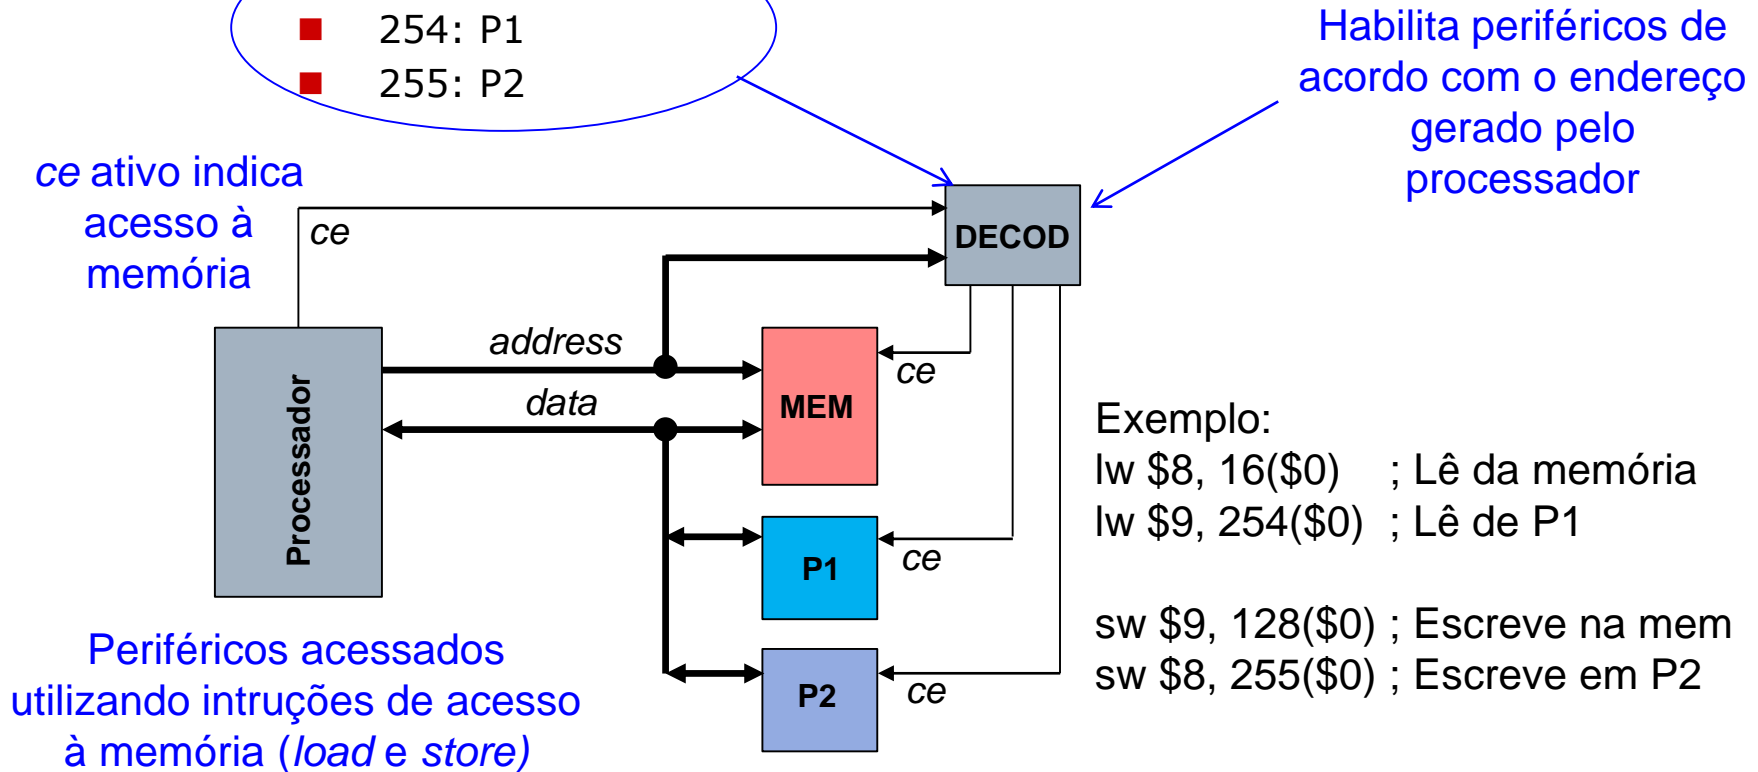 254: P1
255: P2
Habilita periféricos de
acordo com o endereço
gerado pelo
processador
ce ativo indica
acesso à
memória
ce
DECOD
address
data
Processador
MEM
ce
P1
ce
P2
ce
Exemplo:
lw $8, 16($0) ; Lê da memória
lw $9, 254($0) ; Lê de P1
sw $9, 128($0) ; Escreve na mem
sw $8, 255($0) ; Escreve em P2
Periféricos acessados
utilizando intruções de acesso
à memória (load e store)